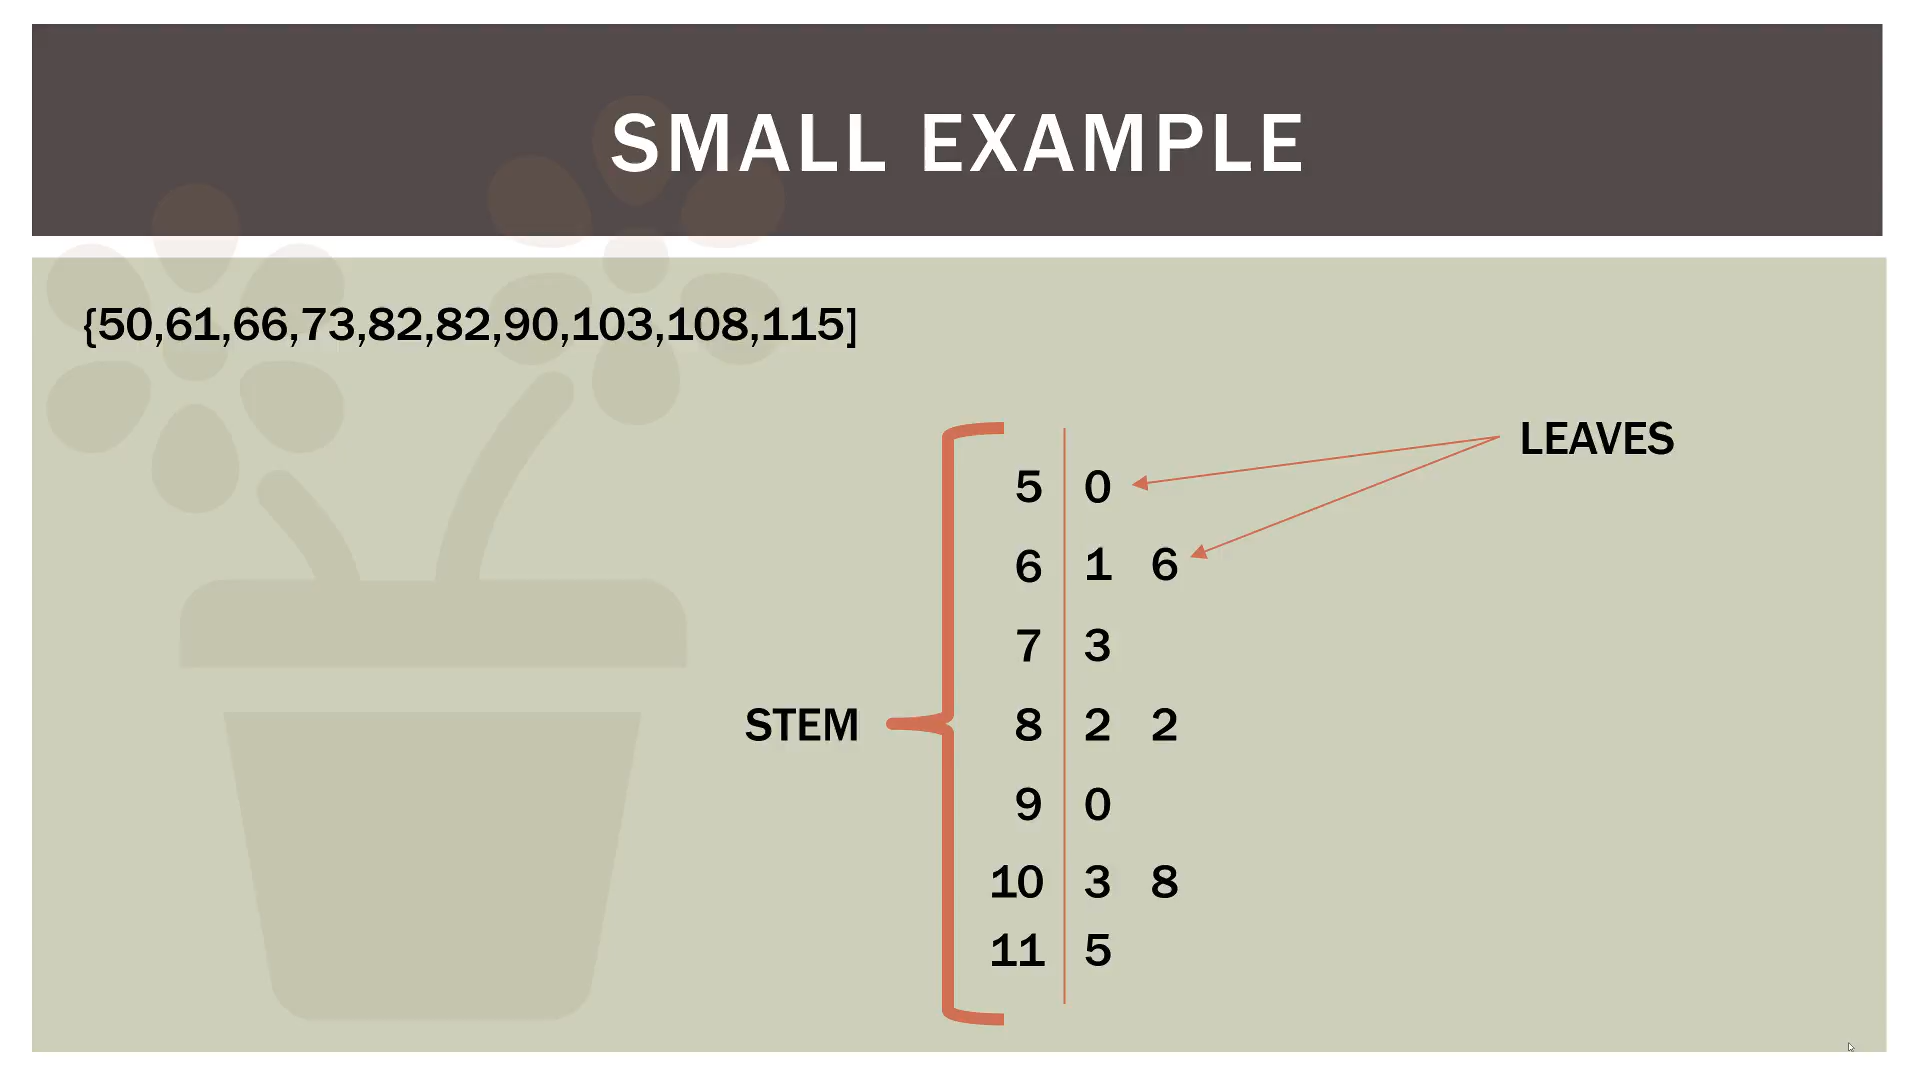 SMALL EXAMPLE
{50,61,66,73,82,82,90,103,108,115]
LEAVES
5 0
6 1 6
7 3
STEM
8 2 2
9 0
10 3 8
11 5